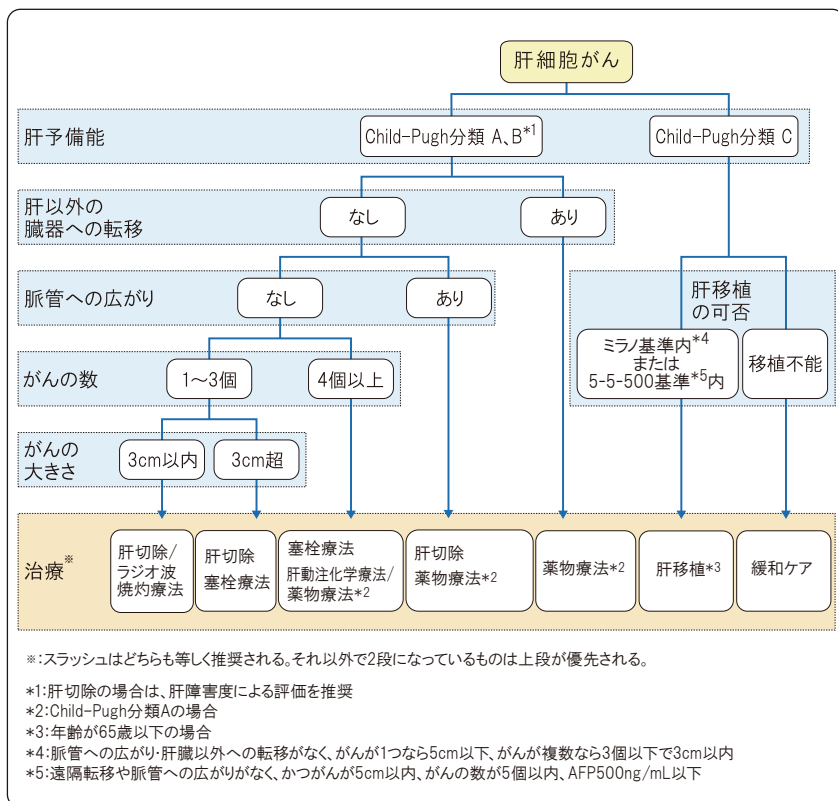 肝細胞がん
肝予備能
Child-Pugh分類 A、B*1
Child-Pugh分類 C
肝以外の
臓器への転移
なし
あり
脈管への広がり
なし
あり
肝移植
の可否
ミラノ基準内*4
または
5-5-500基準*5内
移植不能
がんの数
1〜3個
4個以上
がんの
大きさ
3cm以内
3cm超
治療※
肝切除/
ラジオ波
焼灼療法
肝切除
塞栓療法
塞栓療法
肝動注化学療法/
薬物療法*2
肝切除
薬物療法*2
薬物療法*2
肝移植*3
緩和ケア
※:スラッシュはどちらも等しく推奨される。それ以外で2段になっているものは上段が優先される。
*1:肝切除の場合は、肝障害度による評価を推奨
*2:Child-Pugh分類Aの場合
*3:年齢が65歳以下の場合
*4:脈管への広がり・肝臓以外への転移がなく、がんが1つなら5cm以下、がんが複数なら3個以下で3cm以内
*5:遠隔転移や脈管への広がりがなく、かつがんが5cm以内、がんの数が5個以内、AFP500ng/mL以下